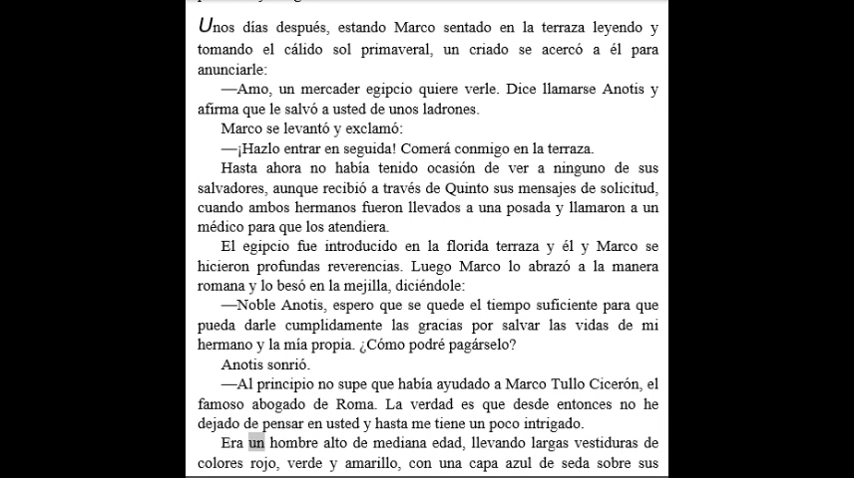 Unos días después, estando Marco sentado en la terraza leyendo y
tomando el cálido sol primaveral, un criado se acercó a él para
anunciarle:
—Amo, un mercader egipcio quiere verle. Dice llamarse Anotis y
afirma que le salvó a usted de unos ladrones.
Marco se levantó y exclamó:
—¡Hazlo entrar en seguida! Comerá conmigo en la terraza.
Hasta ahora no había tenido ocasión de ver a ninguno de sus
salvadores, aunque recibió a través de Quinto sus mensajes de solicitud,
cuando ambos hermanos fueron llevados a una posada y llamaron a un
médico para que los atendiera.
El egipcio fue introducido en la florida terraza y él y Marco se
hicieron profundas reverencias. Luego Marco lo abrazó a la manera
romana y lo besó en la mejilla, diciéndole:
—Noble Anotis, espero que se quede el tiempo suficiente para que
pueda darle cumplidamente las gracias por salvar las vidas de mi
hermano y la mía propia. ¿Cómo podré pagárselo?
Anotis sonrió.
—Al principio no supe que había ayudado a Marco Tullo Cicerón, el
famoso abogado de Roma. La verdad es que desde entonces no he
dejado de pensar en usted y hasta me tiene un poco intrigado.
Era un hombre alto de mediana edad, llevando largas vestiduras de
colores rojo, verde y amarillo, con una capa azul de seda sobre sus